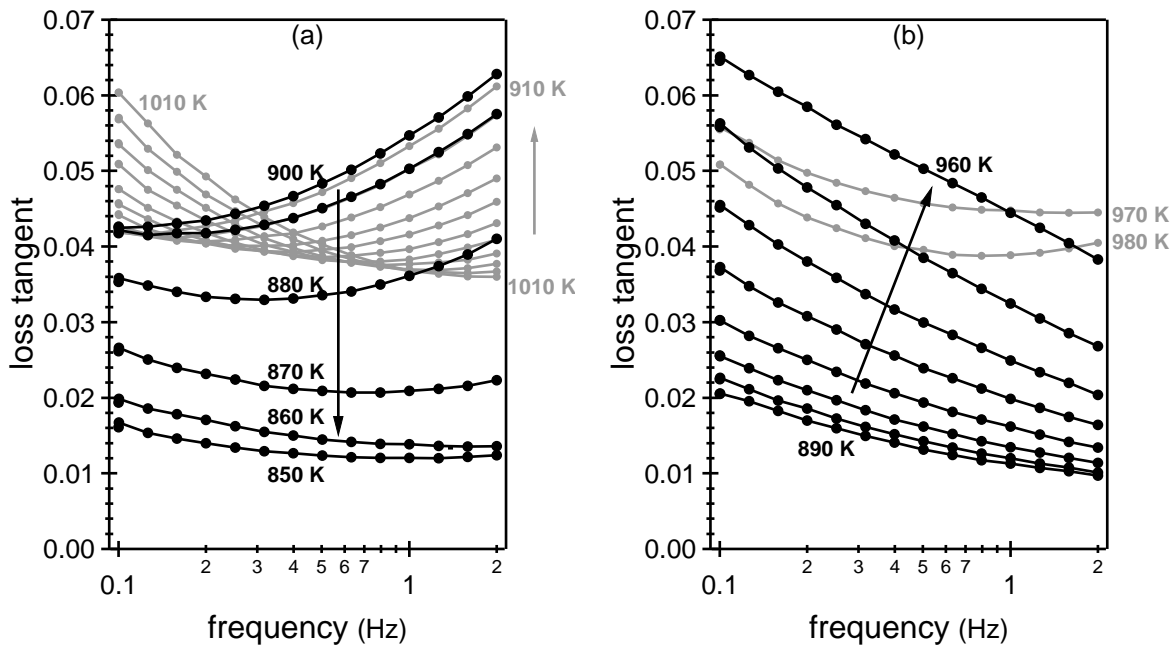 (a)
0.07
0.06
0.05
0.04
0.03
0.02
0.01
0.00
loss tangent
1010 K
910 K
900 K
880 K
1010 K
870 K
860 K
850 K
0.1
2
3
4
5
6
7
1
2
frequency (Hz)
(b)
0.07
0.06
0.05
0.04
0.03
0.02
0.01
0.00
loss tangent
960 K
970 K
980 K
890 K
0.1
2
3
4
5
6
7
1
2
frequency (Hz)